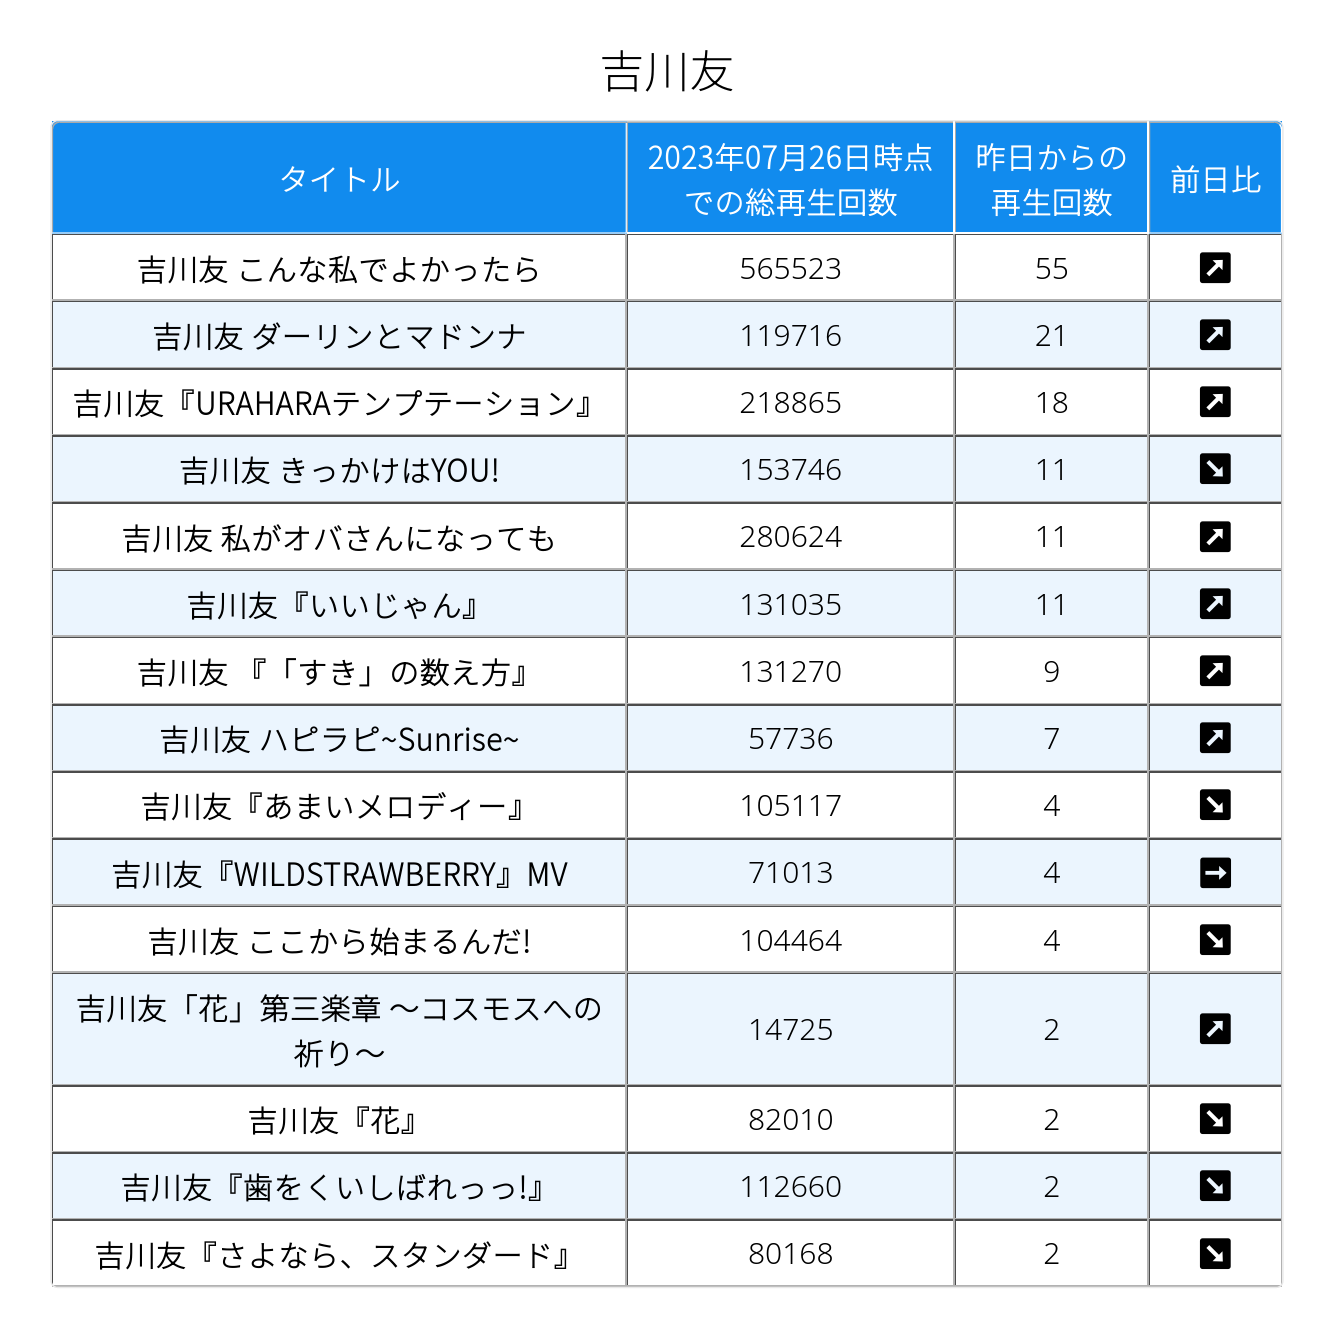 吉川友
タイトル
2023年07月26日時点
での総再生回数
昨日からの
再生回数
前日比
吉川友 こんな私でよかったら 565523 55 ↗
吉川友 ダーリンとマドンナ 119716 21 ↗
吉川友『URAHARAテンプテーション』 218865 18 ↗
吉川友 きっかけはYOU! 153746 11 ↘
吉川友 私がオバさんになっても 280624 11 ↗
吉川友『いいじゃん』 131035 11 ↗
吉川友 『「すき」の数え方』 131270 9 ↗
吉川友 ハピラピ~Sunrise~ 57736 7 ↗
吉川友『あまいメロディー』 105117 4 ↘
吉川友『WILDSTRAWBERRY』MV 71013 4 →
吉川友 ここから始まるんだ! 104464 4 ↘
吉川友「花」第三楽章 ～コスモスへの
祈り～ 14725 2 ↗
吉川友『花』 82010 2 ↘
吉川友『歯をくいしばれっっ!』 112660 2 ↘
吉川友『さよなら、スタンダード』 80168 2 ↘